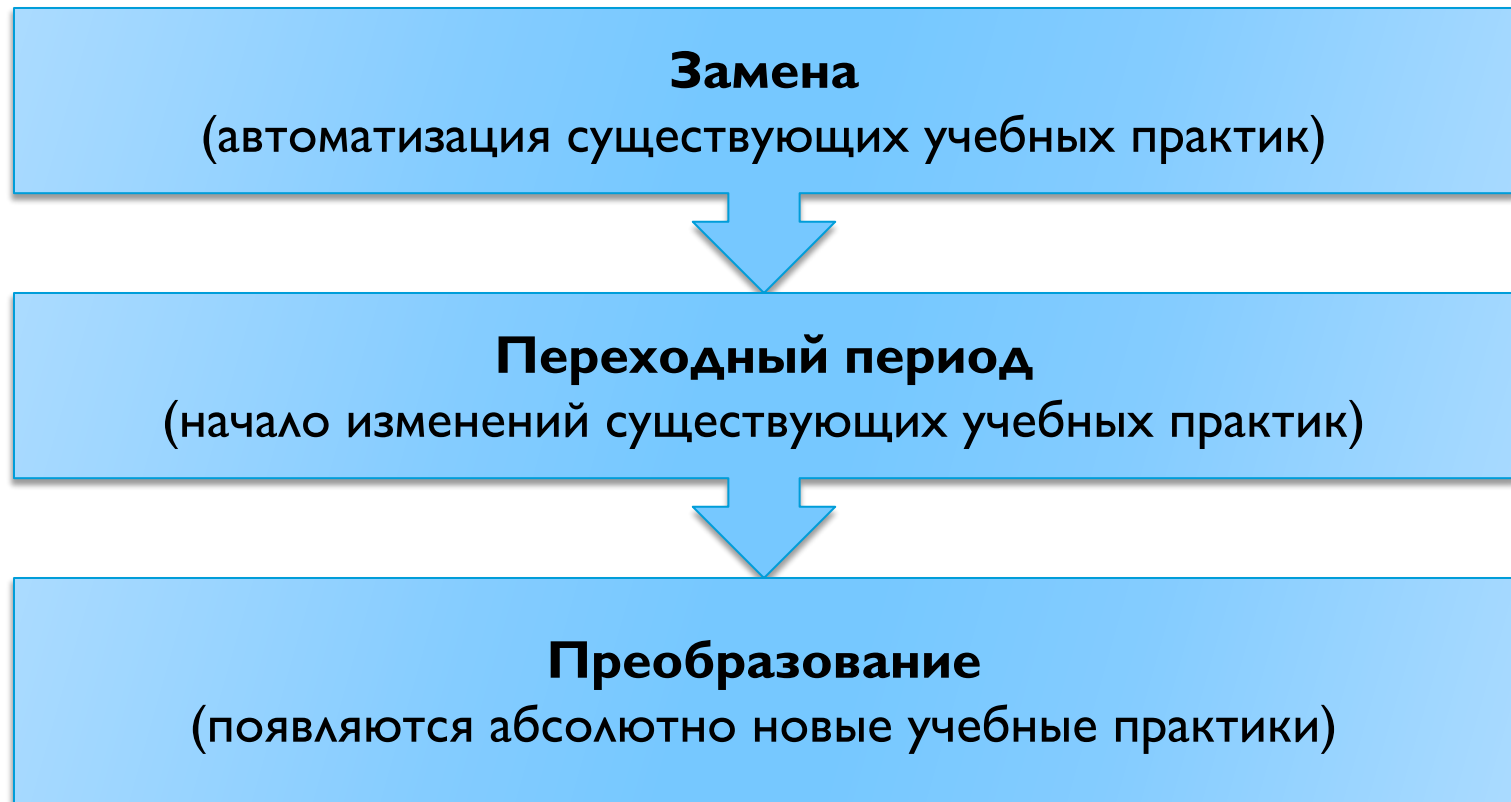 Замена
(автоматизация существующих учебных практик)
Переходный период
(начало изменений существующих учебных практик)
Преобразование
(появляются абсолютно новые учебные практики)